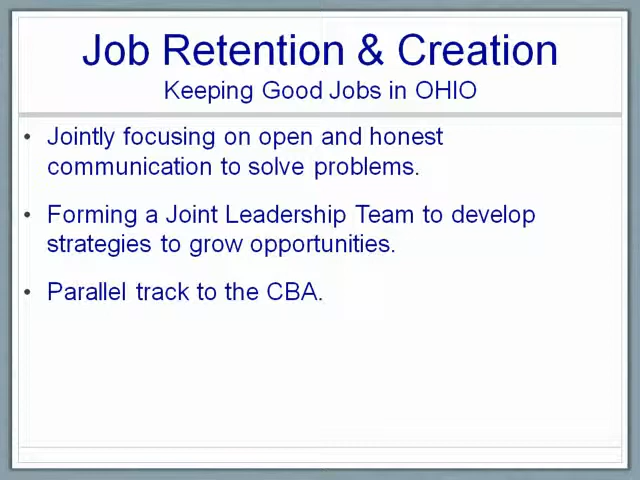 Job Retention & Creation
Keeping Good Jobs in OHIO
• Jointly focusing on open and honest
communication to solve problems.
• Forming a Joint Leadership Team to develop
strategies to grow opportunities.
• Parallel track to the CBA.